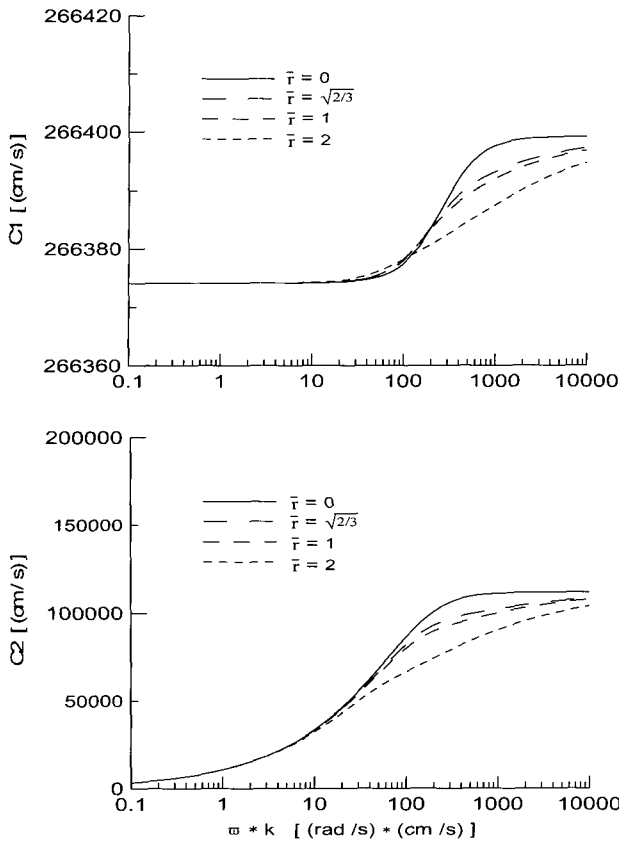 266420
266400
266380
266360
C1 [ (cm/ s)]
r̄ = 0
r̄ = √2/3
r̄ = 1
r̄ = 2
0.1 1 10 100 1000 10000
200000
150000
100000
50000
0
C2 [ (cm/ s)]
r̄ = 0
r̄ = √2/3
r̄ = 1
r̄ = 2
0.1 1 10 100 1000 10000
ϖ * k [ (rad /s) * (cm /s) ]